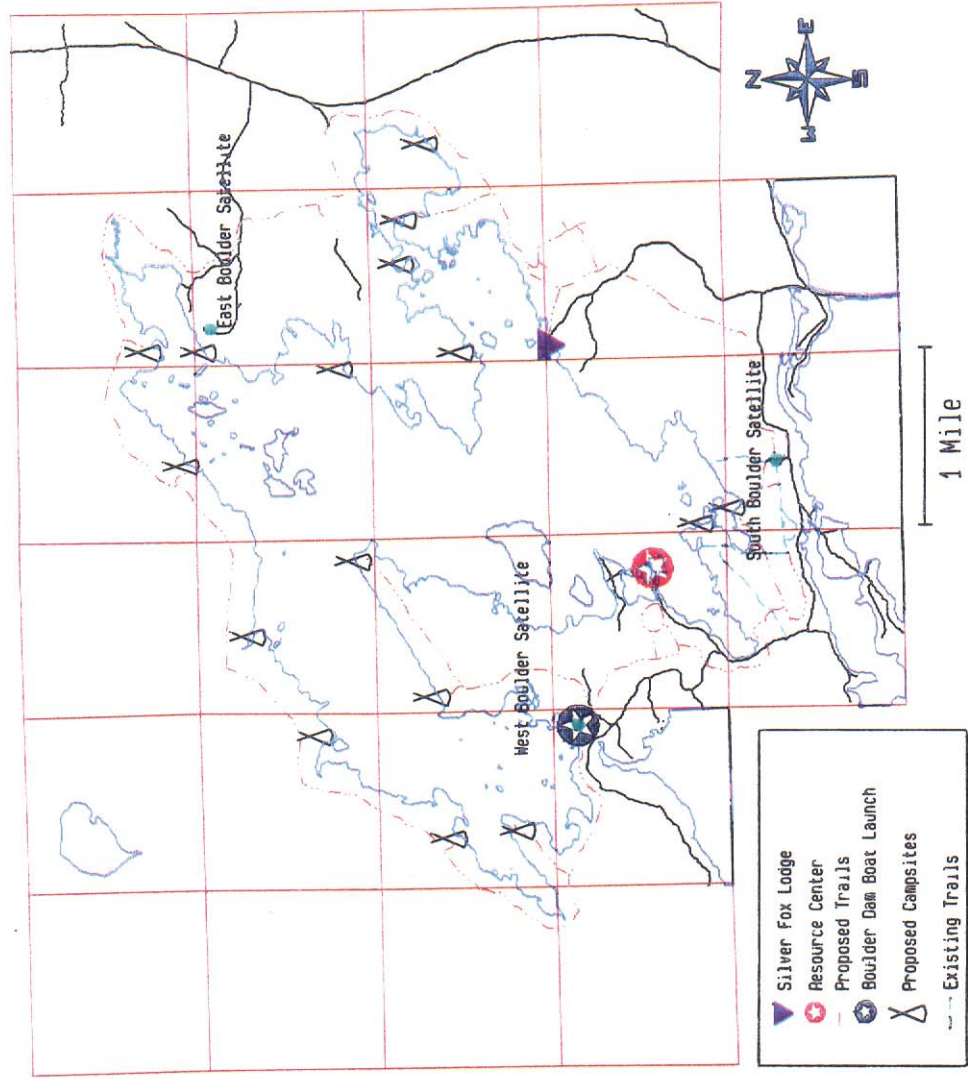 East Boulder Satellite
West Boulder Satellite
South Boulder Satellite
N
E
S
W
1 Mile
Silver Fox Lodge
Resource Center
Proposed Trails
Boulder Dam Boat Launch
Proposed Campsites
Existing Trails